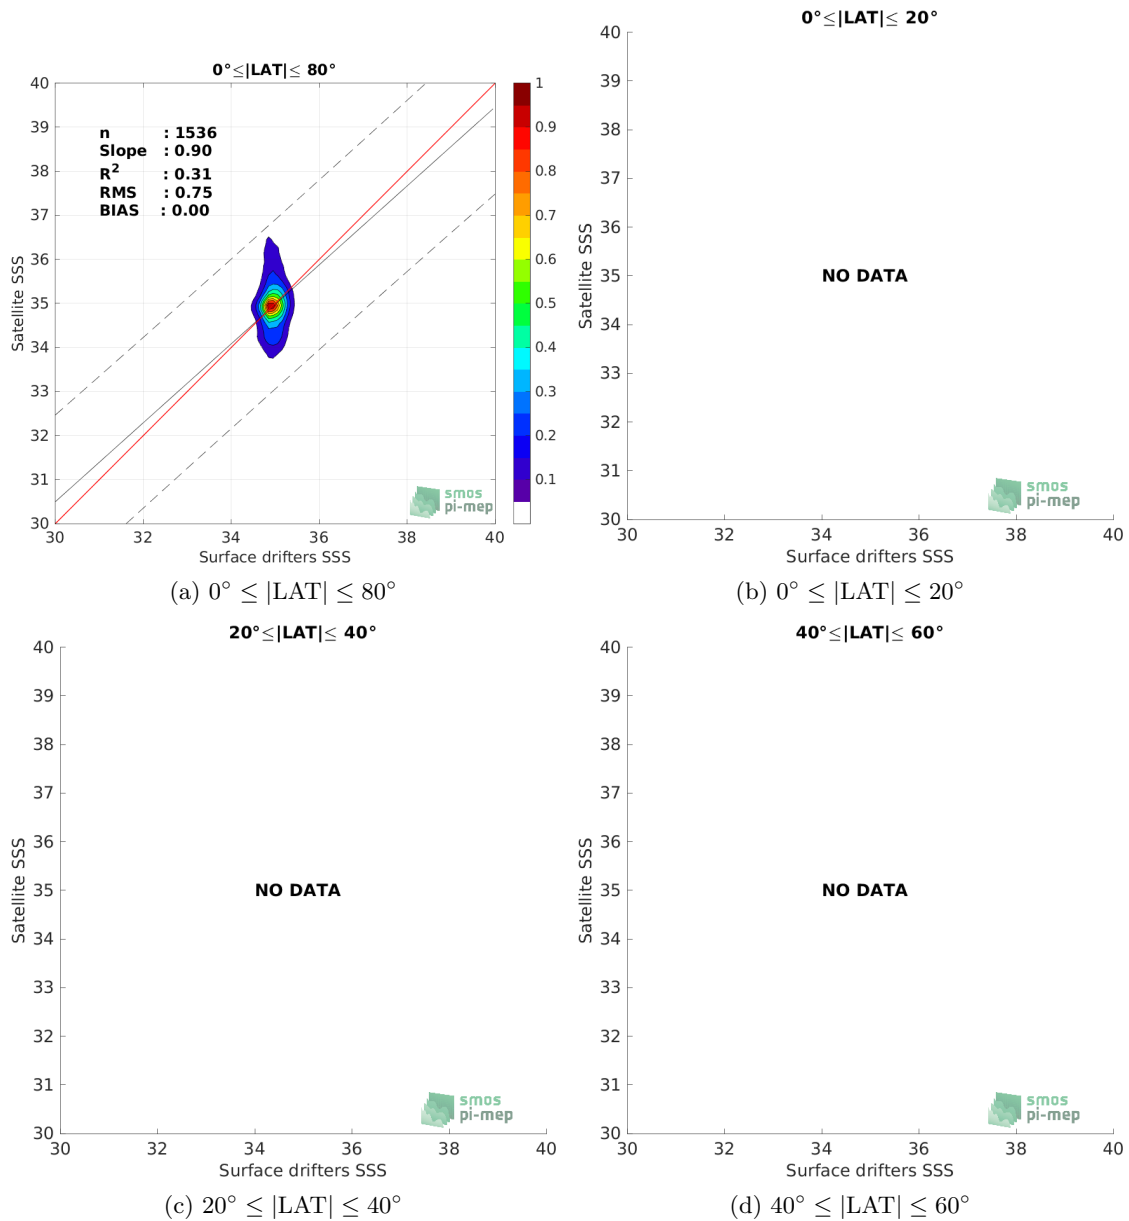 0°≤|LAT|≤ 80°
40
39
38
37
36
35
34
33
32
31
30
Satellite SSS
n : 1536
Slope : 0.90
R² : 0.31
RMS : 0.75
BIAS : 0.00
1
0.9
0.8
0.7
0.6
0.5
0.4
0.3
0.2
0.1
smos
pi-mep
30 32 34 36 38 40
Surface drifters SSS
(a) 0° ≤ |LAT| ≤ 80°
0°≤|LAT|≤ 20°
40
39
38
37
36
35
34
33
32
31
30
Satellite SSS
NO DATA
smos
pi-mep
30 32 34 36 38 40
Surface drifters SSS
(b) 0° ≤ |LAT| ≤ 20°
20°≤|LAT|≤ 40°
40
39
38
37
36
35
34
33
32
31
30
Satellite SSS
NO DATA
smos
pi-mep
30 32 34 36 38 40
Surface drifters SSS
(c) 20° ≤ |LAT| ≤ 40°
40°≤|LAT|≤ 60°
40
39
38
37
36
35
34
33
32
31
30
Satellite SSS
NO DATA
smos
pi-mep
30 32 34 36 38 40
Surface drifters SSS
(d) 40° ≤ |LAT| ≤ 60°